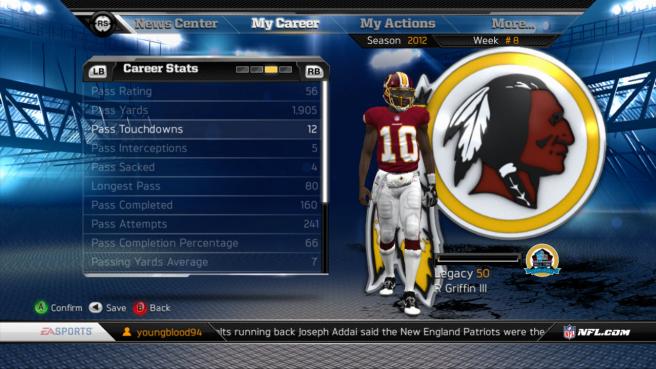 RS
News Center
My Career
My Actions
More...
Season 2012
Week # 8
LB
Career Stats
RB
Pass Rating 56
Pass Yards 1,905
Pass Touchdowns 12
Pass Interceptions 5
Pass Sacked 4
Longest Pass 80
Pass Completed 160
Pass Attempts 241
Pass Completion Percentage 66
Passing Yards Average 7
10
Legacy 50
R Griffin III
A Confirm
Save
B Back
EA SPORTS
youngblood94
lts running back Joseph Addai said the New England Patriots were the
NFL
NFL.COM